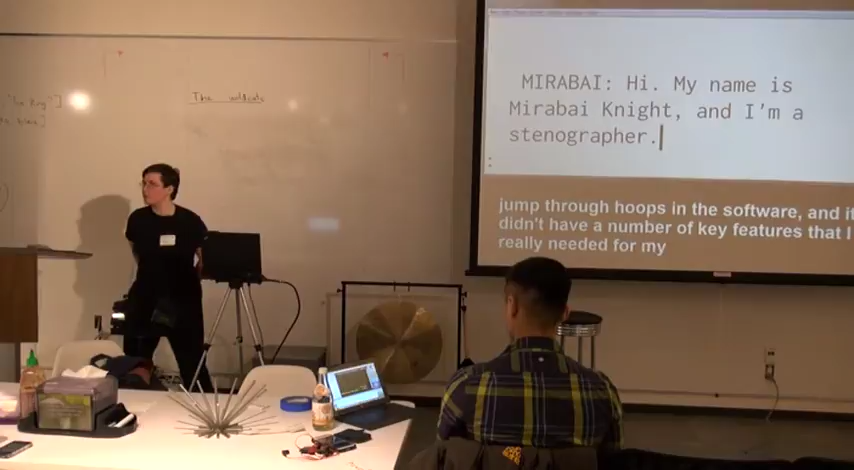 MIRABAI: Hi. My name is
Mirabai Knight, and I'm a
stenographer.
jump through hoops in the software, and it
didn't have a number of key features that I
really needed for my
The